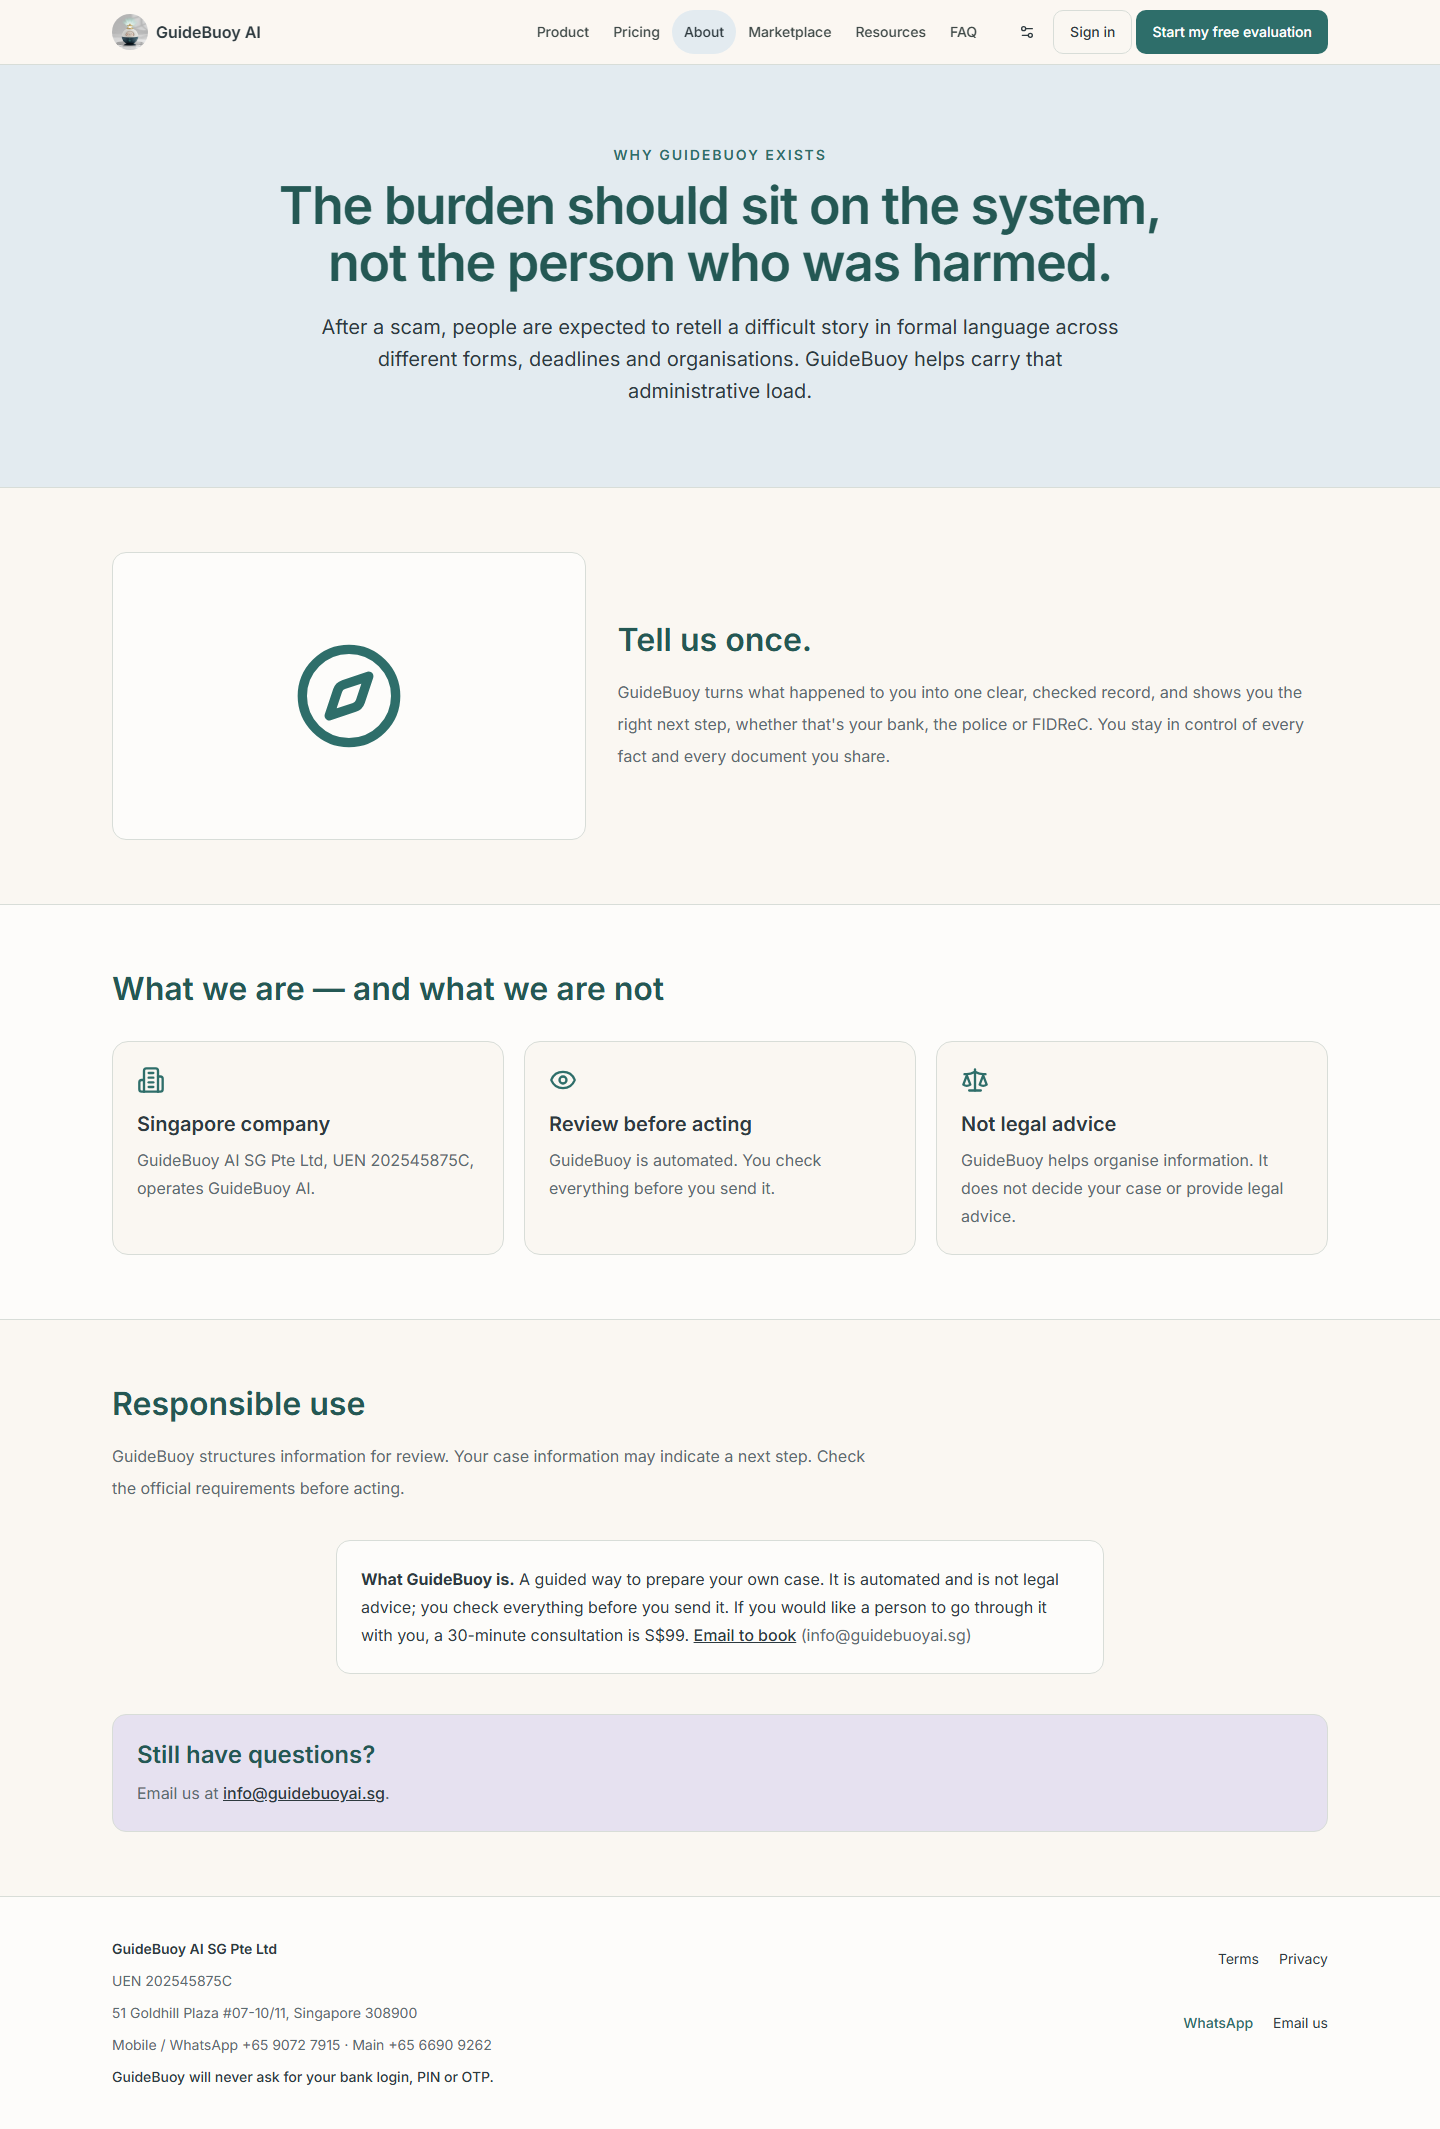 GuideBuoy AI
Product
Pricing
About
Marketplace
Resources
FAQ
Sign in
Start my free evaluation
WHY GUIDEBUOY EXISTS
The burden should sit on the system,
not the person who was harmed.
After a scam, people are expected to retell a difficult story in formal language across
different forms, deadlines and organisations. GuideBuoy helps carry that
administrative load.
Tell us once.
GuideBuoy turns what happened to you into one clear, checked record, and shows you the
right next step, whether that's your bank, the police or FIDReC. You stay in control of every
fact and every document you share.
What we are — and what we are not
Singapore company
GuideBuoy AI SG Pte Ltd, UEN 202545875C,
operates GuideBuoy AI.
Review before acting
GuideBuoy is automated. You check
everything before you send it.
Not legal advice
GuideBuoy helps organise information. It
does not decide your case or provide legal
advice.
Responsible use
GuideBuoy structures information for review. Your case information may indicate a next step. Check
the official requirements before acting.
What GuideBuoy is. A guided way to prepare your own case. It is automated and is not legal
advice; you check everything before you send it. If you would like a person to go through it
with you, a 30-minute consultation is S$99. Email to book (info@guidebuoyai.sg)
Still have questions?
Email us at info@guidebuoyai.sg.
GuideBuoy AI SG Pte Ltd
UEN 202545875C
51 Goldhill Plaza #07-10/11, Singapore 308900
Mobile / WhatsApp +65 9072 7915 · Main +65 6690 9262
GuideBuoy will never ask for your bank login, PIN or OTP.
Terms
Privacy
WhatsApp
Email us